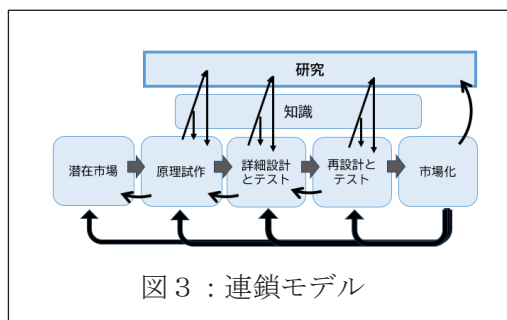 研究
知識
潜在市場
原理試作
詳細設計
とテスト
再設計と
テスト
市場化
図3：連鎖モデル